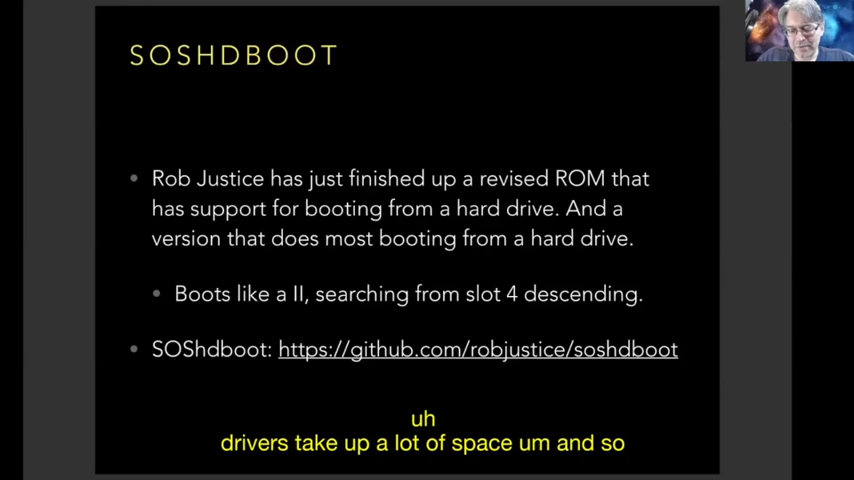 SOSHDBOOT
• Rob Justice has just finished up a revised ROM that
has support for booting from a hard drive. And a
version that does most booting from a hard drive.
• Boots like a II, searching from slot 4 descending.
• SOShdboot: https://github.com/robjustice/soshdboot
uh
drivers take up a lot of space um and so